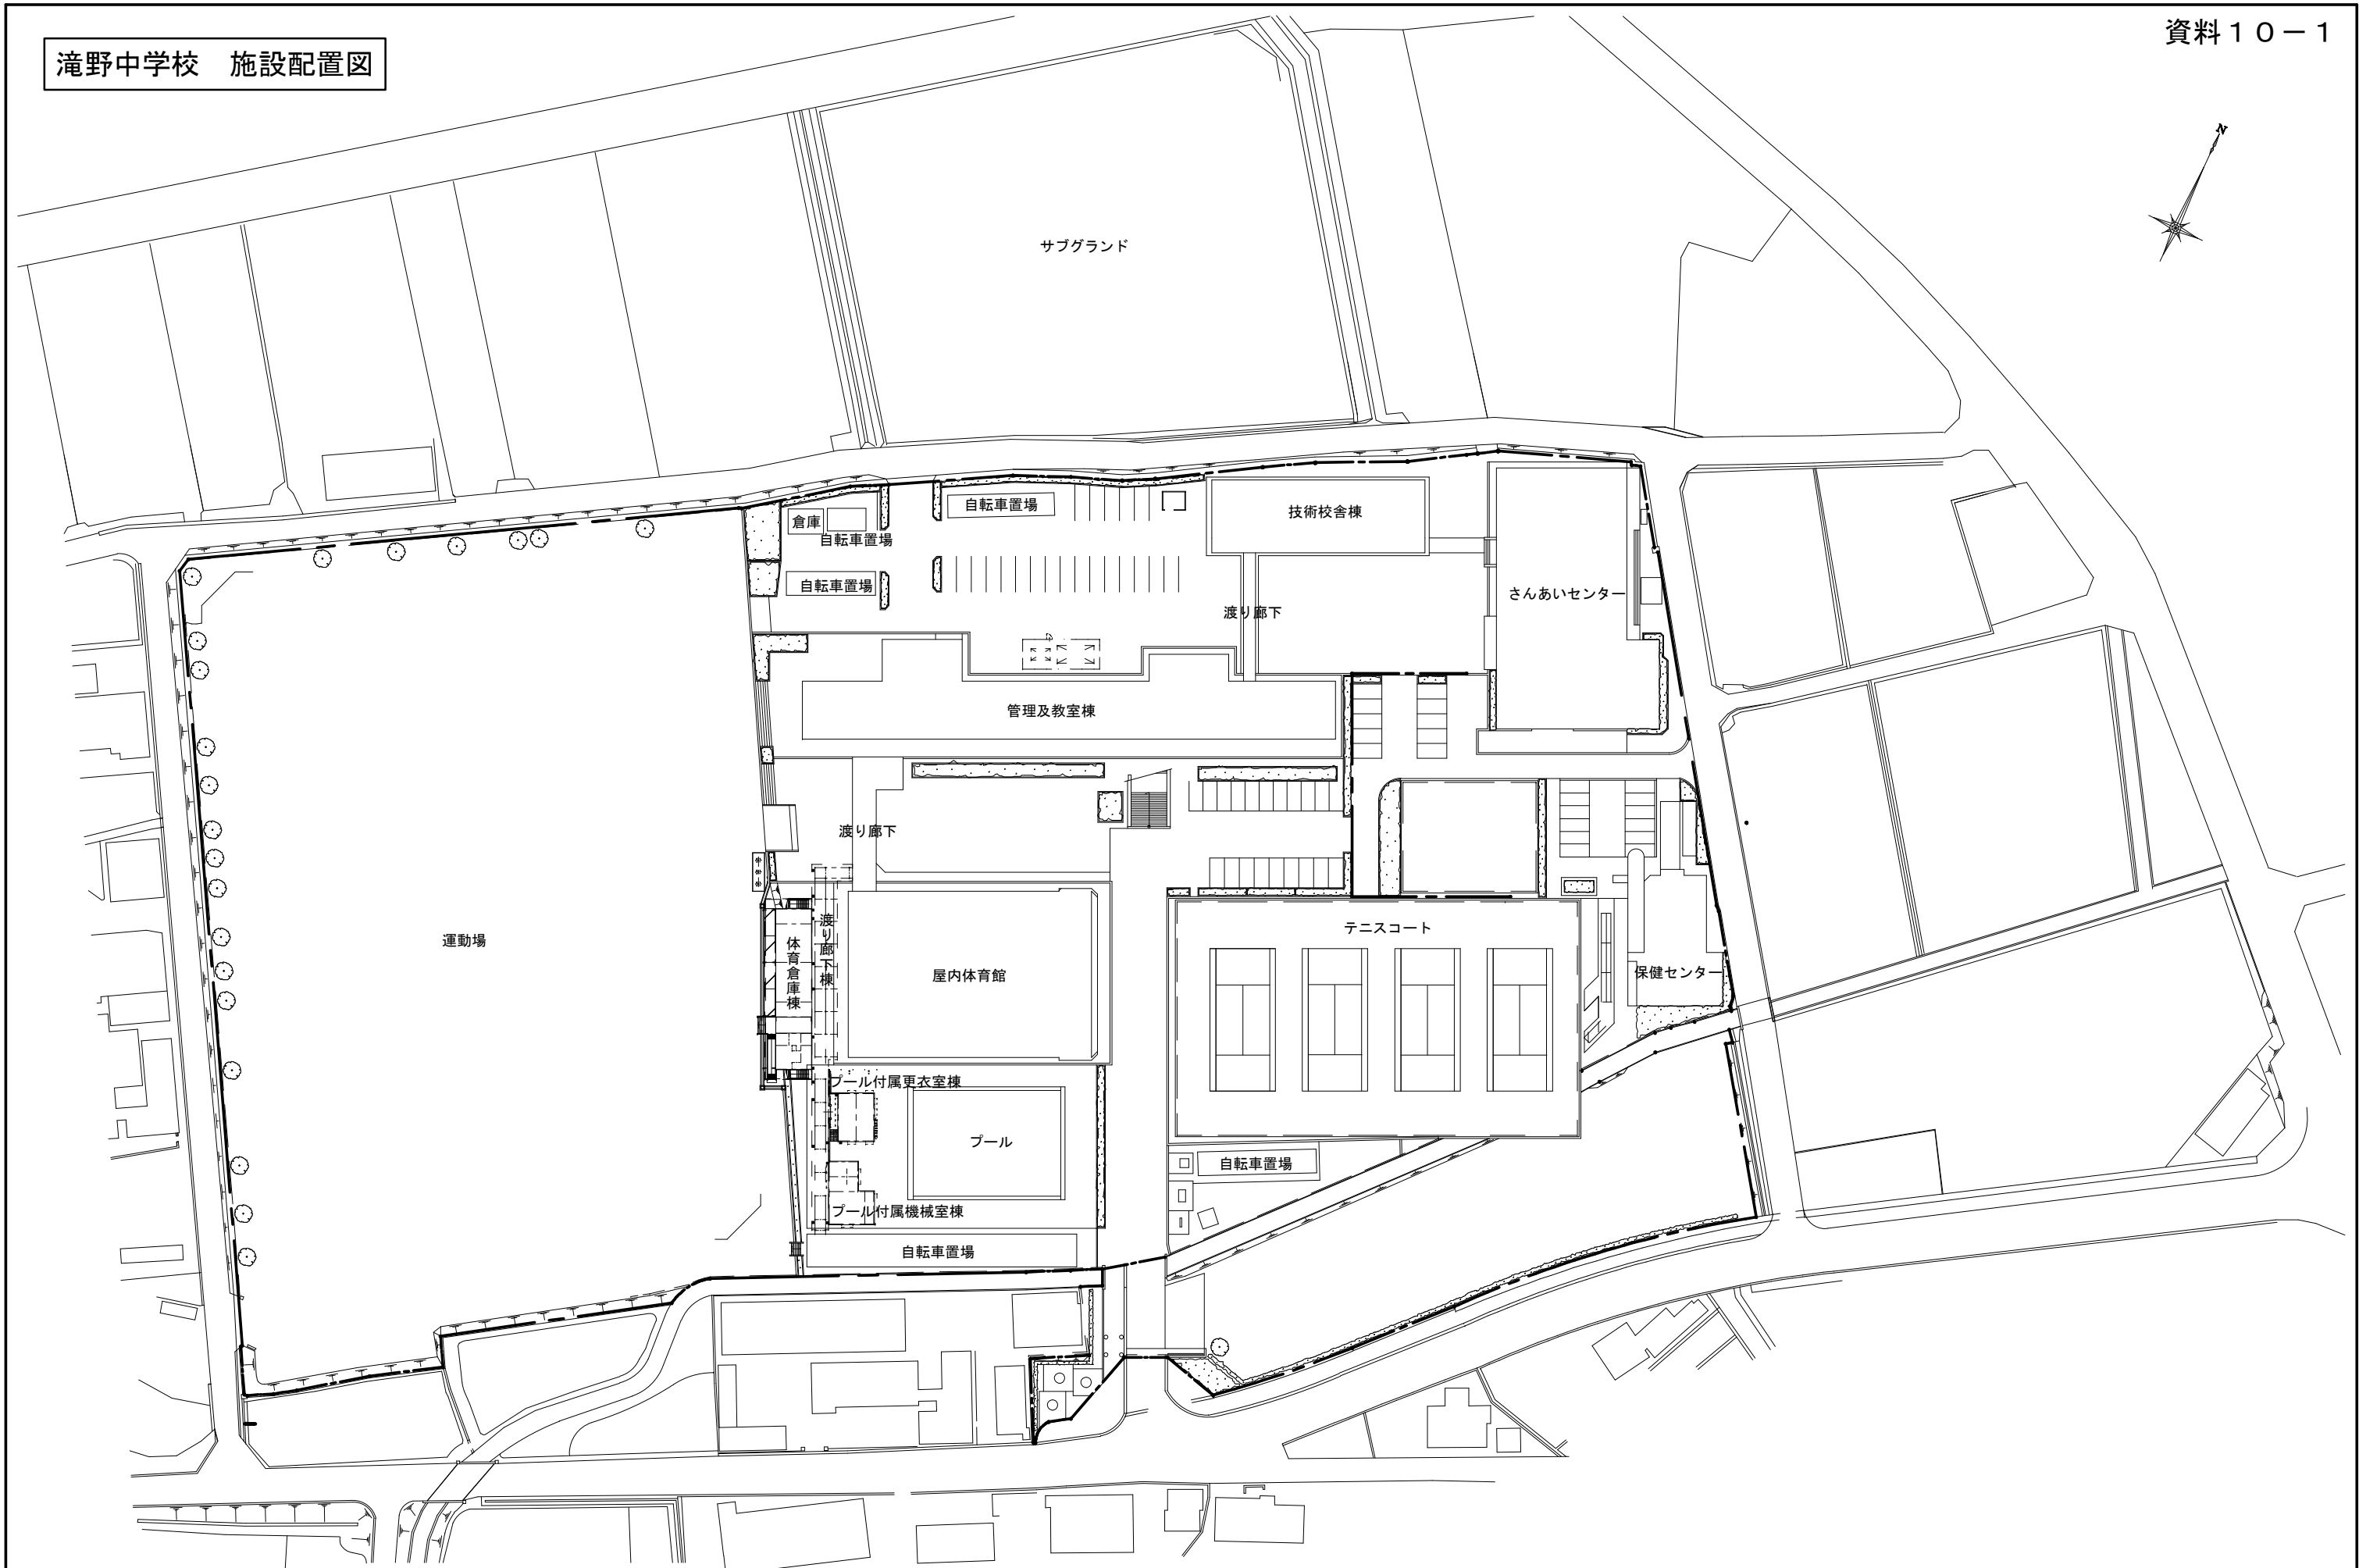 資料１０－１
滝野中学校　施設配置図
N
サブグランド
自転車置場
技術校舎棟
倉庫
自転車置場
自転車置場
さんあいセンター
渡り廊下
管理及教室棟
渡り廊下
テニスコート
運動場
体育倉庫棟
渡り廊下棟
屋内体育館
保健センター
プール付属更衣室棟
プール
自転車置場
プール付属機械室棟
自転車置場